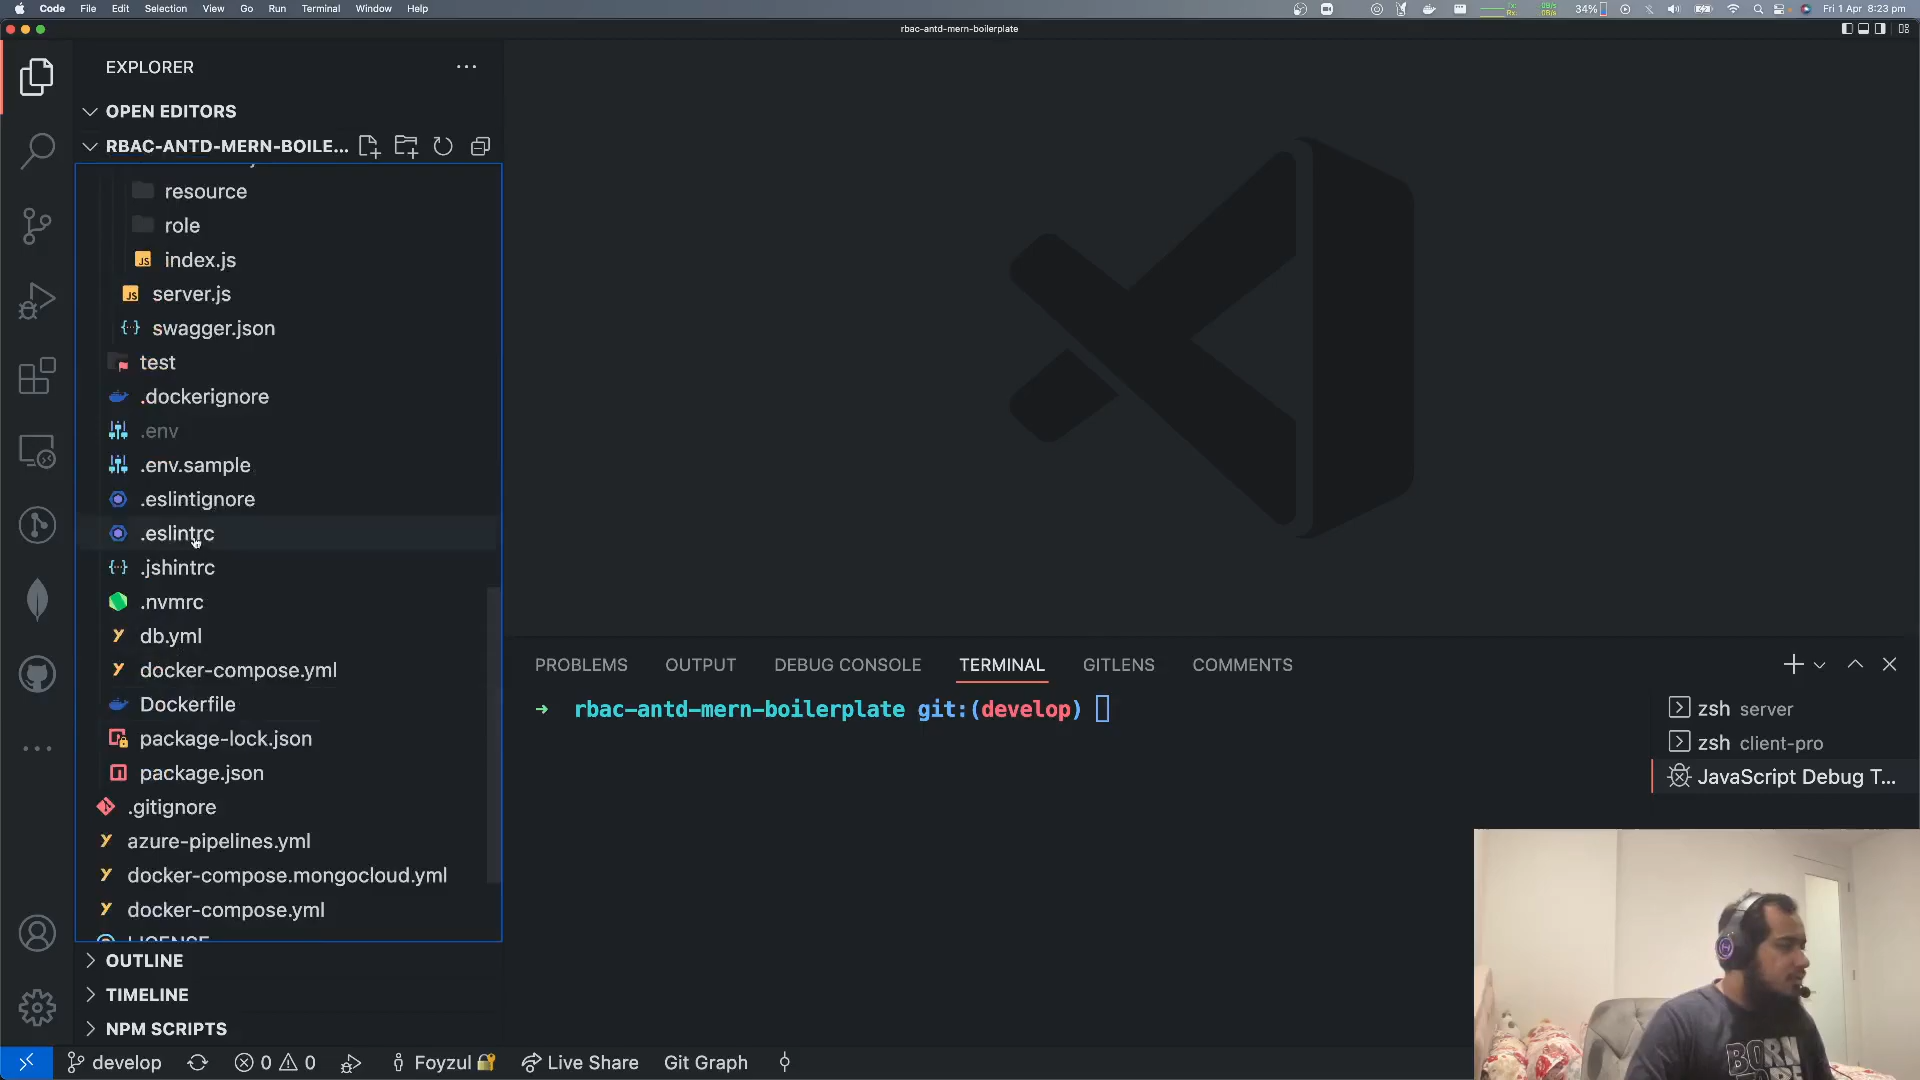 Code File Edit Selection View Go Run Terminal Window Help
34% Fri 1 Apr 8:23 pm
rbac-antd-mern-boilerplate
EXPLORER
OPEN EDITORS
RBAC-ANTD-MERN-BOILE...
resource
role
index.js
server.js
swagger.json
test
.dockerignore
.env
.env.sample
.eslintignore
.eslintrc
.jshintrc
.nvmrc
db.yml
docker-compose.yml
Dockerfile
package-lock.json
package.json
.gitignore
azure-pipelines.yml
docker-compose.mongocloud.yml
docker-compose.yml
LICENSE
OUTLINE
TIMELINE
NPM SCRIPTS
PROBLEMS OUTPUT DEBUG CONSOLE TERMINAL GITLENS COMMENTS
→ rbac-antd-mern-boilerplate git:(develop)
zsh server
zsh client-pro
JavaScript Debug T...
BORN
develop 0 0 Foyzul Live Share Git Graph